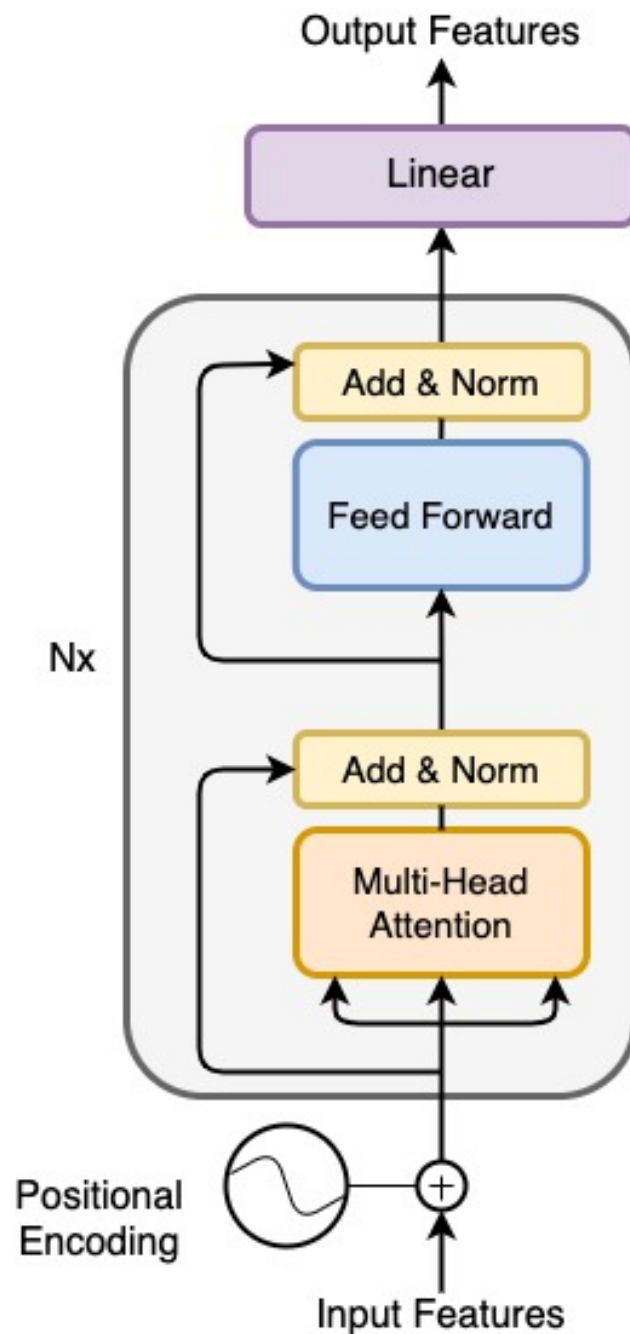 Output Features
Linear
Add & Norm
Feed Forward
Nx
Add & Norm
Multi-Head
Attention
Positional
Encoding
+
Input Features